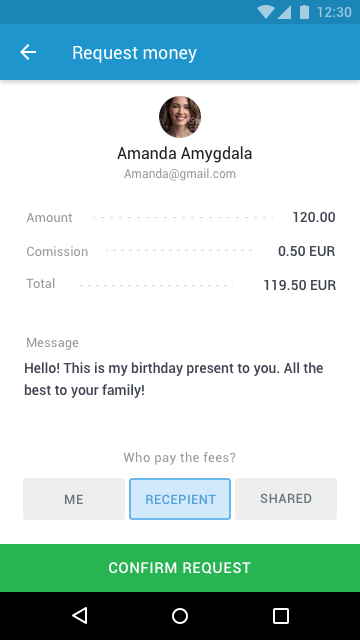 12:30
Request money
Amanda Amygdala
Amanda@gmail.com
Amount 120.00
Comission 0.50 EUR
Total 119.50 EUR
Message
Hello! This is my birthday present to you. All the
best to your family!
Who pay the fees?
ME RECEPIENT SHARED
CONFIRM REQUEST